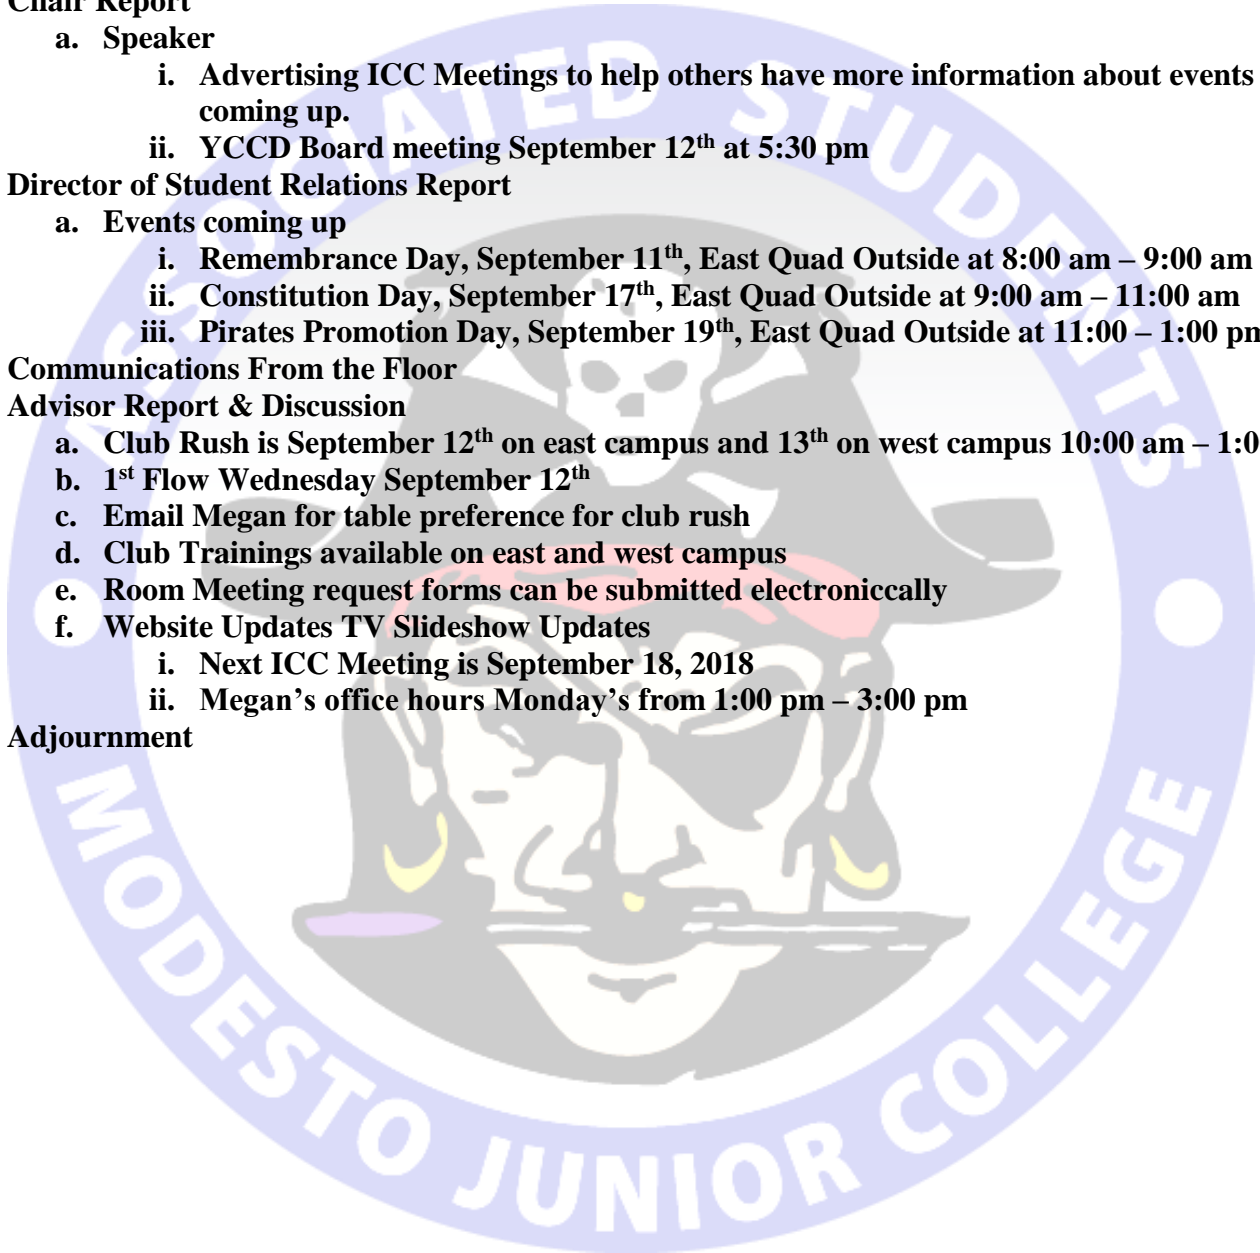 Chair Report
a. Speaker
i. Advertising ICC Meetings to help others have more information about events
coming up.
ii. YCCD Board meeting September 12th at 5:30 pm
Director of Student Relations Report
a. Events coming up
i. Remembrance Day, September 11th, East Quad Outside at 8:00 am – 9:00 am
ii. Constitution Day, September 17th, East Quad Outside at 9:00 am – 11:00 am
iii. Pirates Promotion Day, September 19th, East Quad Outside at 11:00 – 1:00 pm
Communications From the Floor
Advisor Report & Discussion
a. Club Rush is September 12th on east campus and 13th on west campus 10:00 am – 1:0
b. 1st Flow Wednesday September 12th
c. Email Megan for table preference for club rush
d. Club Trainings available on east and west campus
e. Room Meeting request forms can be submitted electroniccally
f. Website Updates TV Slideshow Updates
i. Next ICC Meeting is September 18, 2018
ii. Megan’s office hours Monday’s from 1:00 pm – 3:00 pm
Adjournment
ASSOCIATED STUDENTS
MODESTO JUNIOR COLLEGE